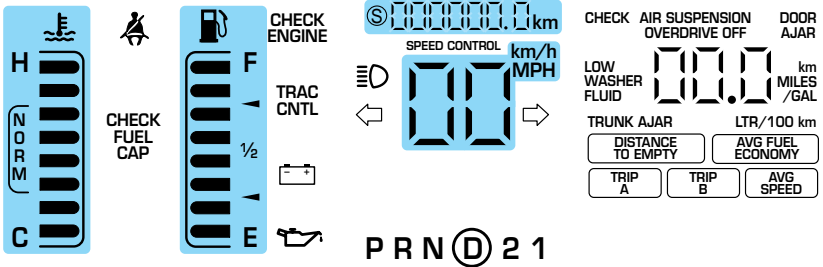 H
NORM
C
CHECK
FUEL
CAP
F
½
E
CHECK
ENGINE
TRAC
CNTL
- +
Ⓢ 000000.0 km
SPEED CONTROL
km/h
MPH
00
P R N D 2 1
CHECK AIR SUSPENSION
OVERDRIVE OFF
DOOR
AJAR
LOW
WASHER
FLUID
00.0
km
MILES
/GAL
TRUNK AJAR
LTR/100 km
DISTANCE
TO EMPTY
AVG FUEL
ECONOMY
TRIP
A
TRIP
B
AVG
SPEED